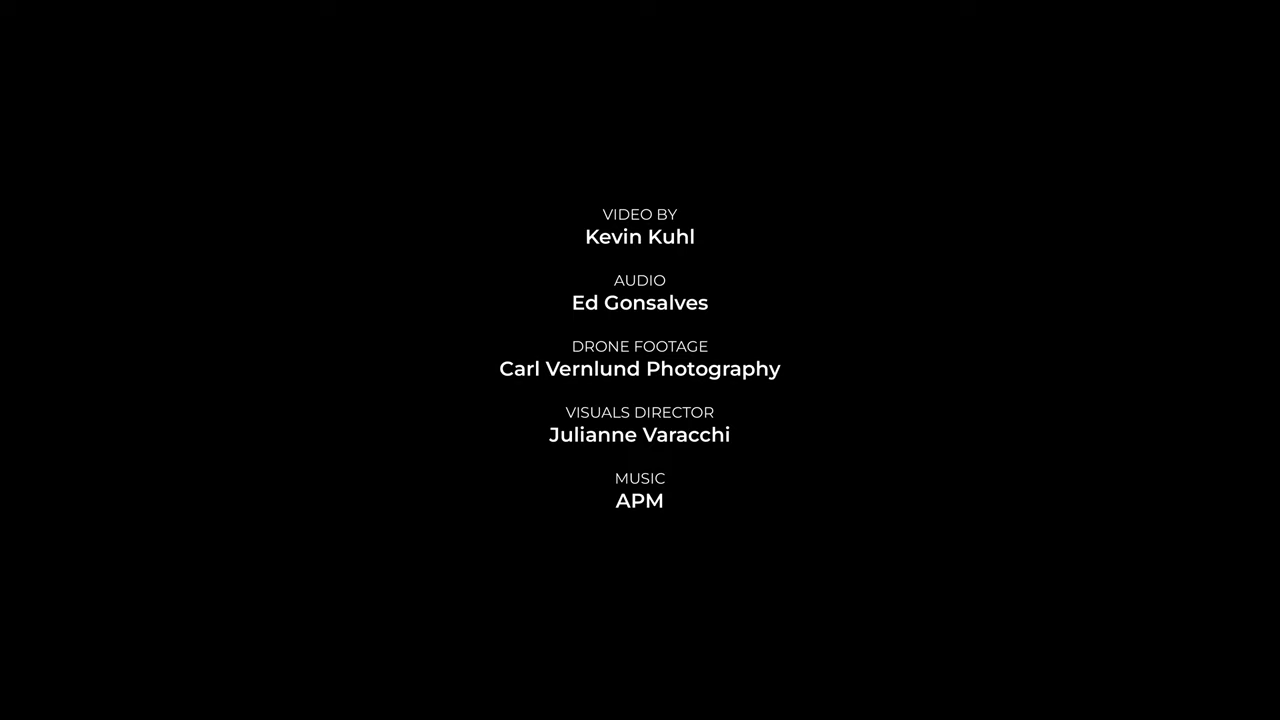 VIDEO BY
Kevin Kuhl
AUDIO
Ed Gonsalves
DRONE FOOTAGE
Carl Vernlund Photography
VISUALS DIRECTOR
Julianne Varacchi
MUSIC
APM